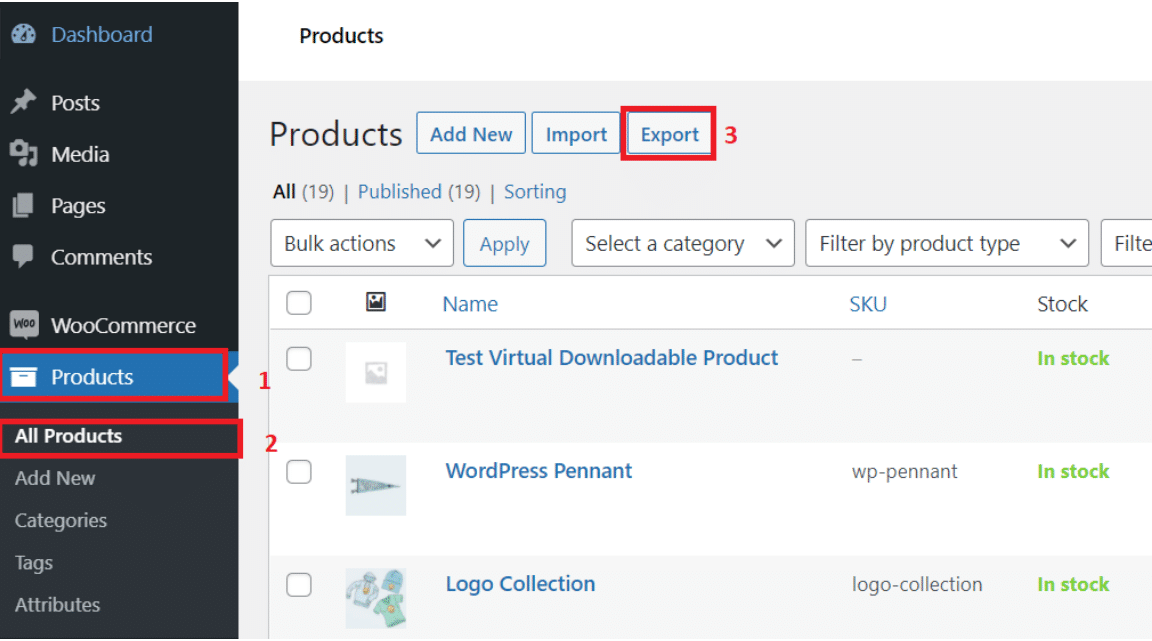 Dashboard
Products
Posts
Media
Pages
Comments
WOO WooCommerce
Products 1
All Products 2
Add New
Categories
Tags
Attributes
Products Add New Import Export 3
All (19) | Published (19) | Sorting
Bulk actions Apply Select a category Filter by product type Filte
Name SKU Stock
Test Virtual Downloadable Product – In stock
WordPress Pennant wp-pennant In stock
Logo Collection logo-collection In stock